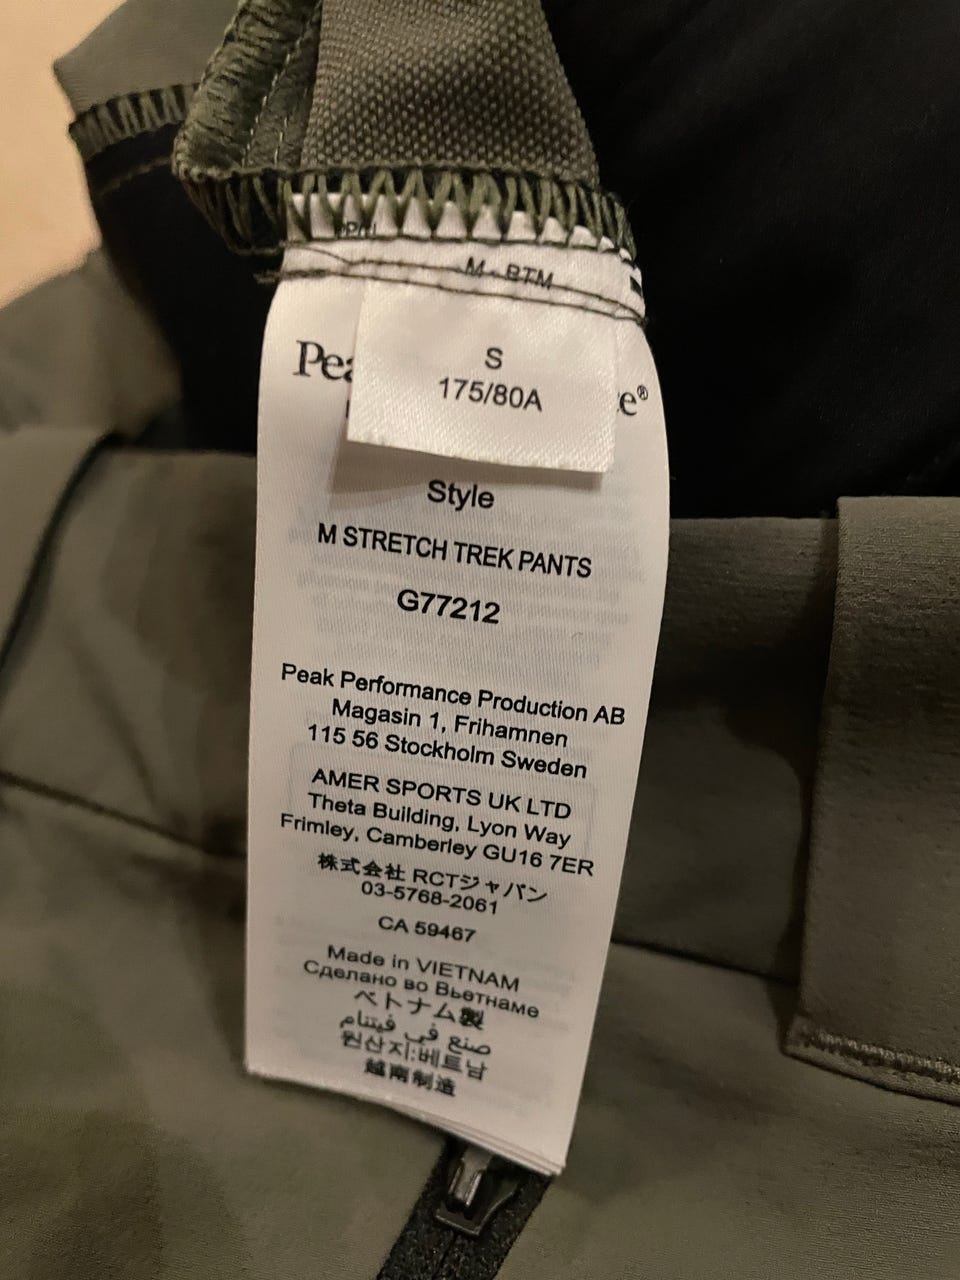 M - BTM
S
175/80A
Pea
e®
Style
M STRETCH TREK PANTS
G77212
Peak Performance Production AB
Magasin 1, Frihamnen
115 56 Stockholm Sweden
AMER SPORTS UK LTD
Theta Building, Lyon Way
Frimley, Camberley GU16 7ER
株式会社 RCTジャパン
03-5768-2061
CA 59467
Made in VIETNAM
Сделано во Вьетнаме
ベトナム製
صنع في فيتنام
원산지:베트남
越南制造